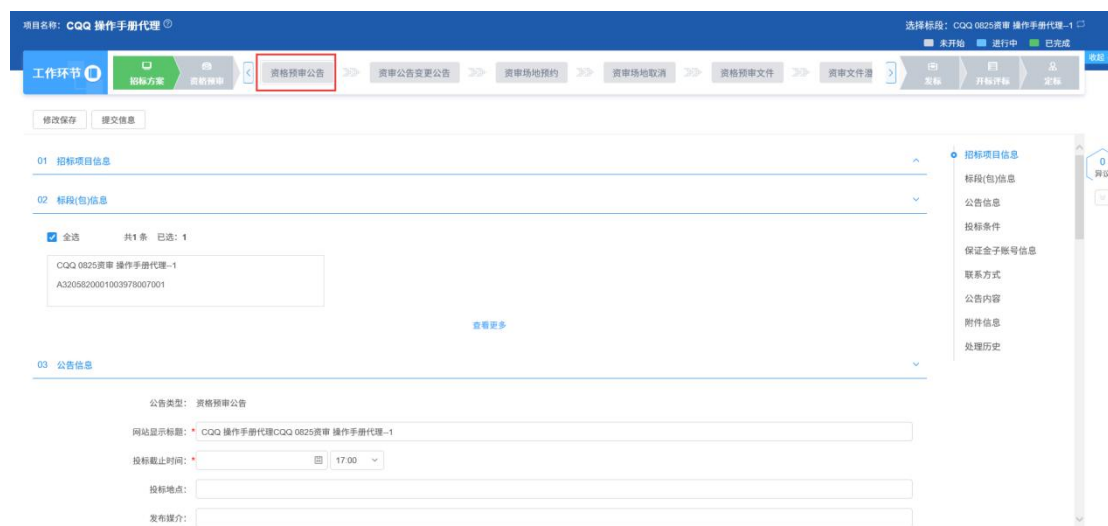 项目名称：CQQ 操作手册代理
选择标段：CQQ 0825资审 操作手册代理--1
未开始 进行中 已完成
收起
工作环节
招标方案
资格预审
资格预审公告
资审公告变更公告
资审场地预约
资审场地取消
资格预审文件
资审文件澄
发标
开标评标
定标
修改保存 提交信息
01 招标项目信息
02 标段(包)信息
全选 共1 条 已选：1
CQQ 0825资审 操作手册代理--1
A3205820001003978007001
查看更多
03 公告信息
公告类型： 资格预审公告
网站显示标题：* CQQ 操作手册代理CQQ 0825资审 操作手册代理--1
投标截止时间：* 17:00
投标地点：
发布媒介：
招标项目信息
标段(包)信息
公告信息
投标条件
保证金子账号信息
联系方式
公告内容
附件信息
处理历史
0
异议